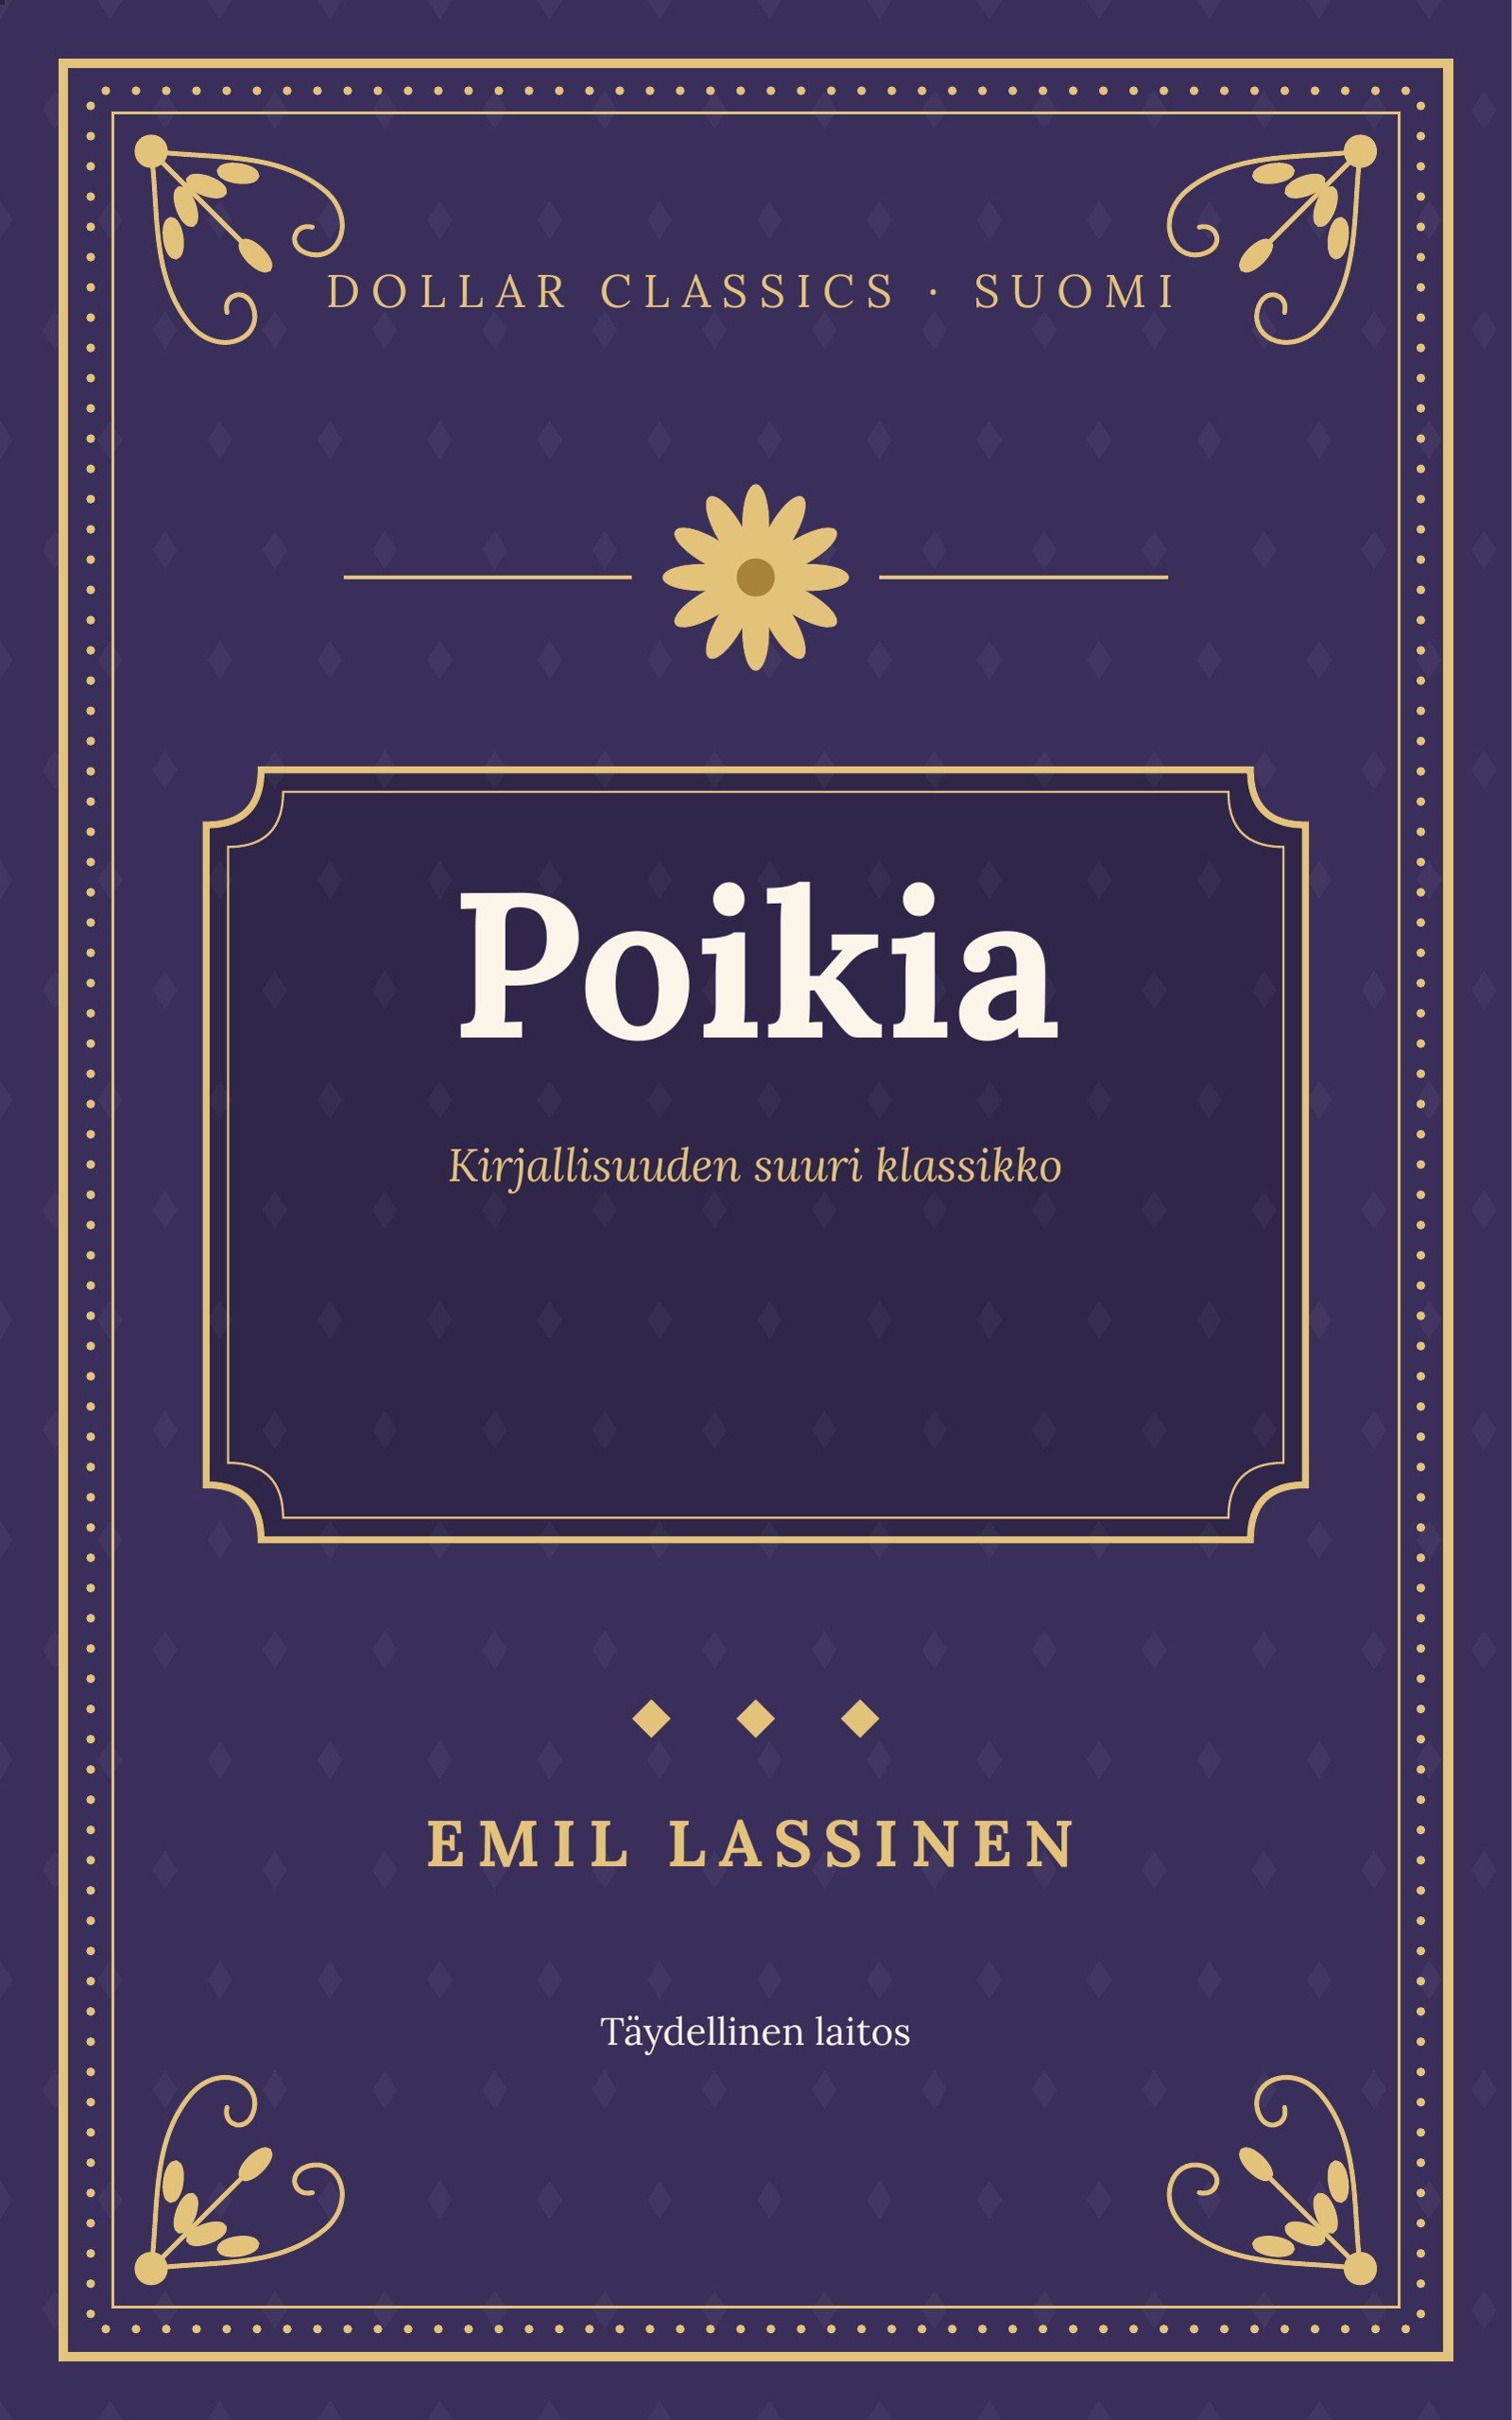 DOLLAR CLASSICS · SUOMI
Poikia
Kirjallisuuden suuri klassikko
EMIL LASSINEN
Täydellinen laitos